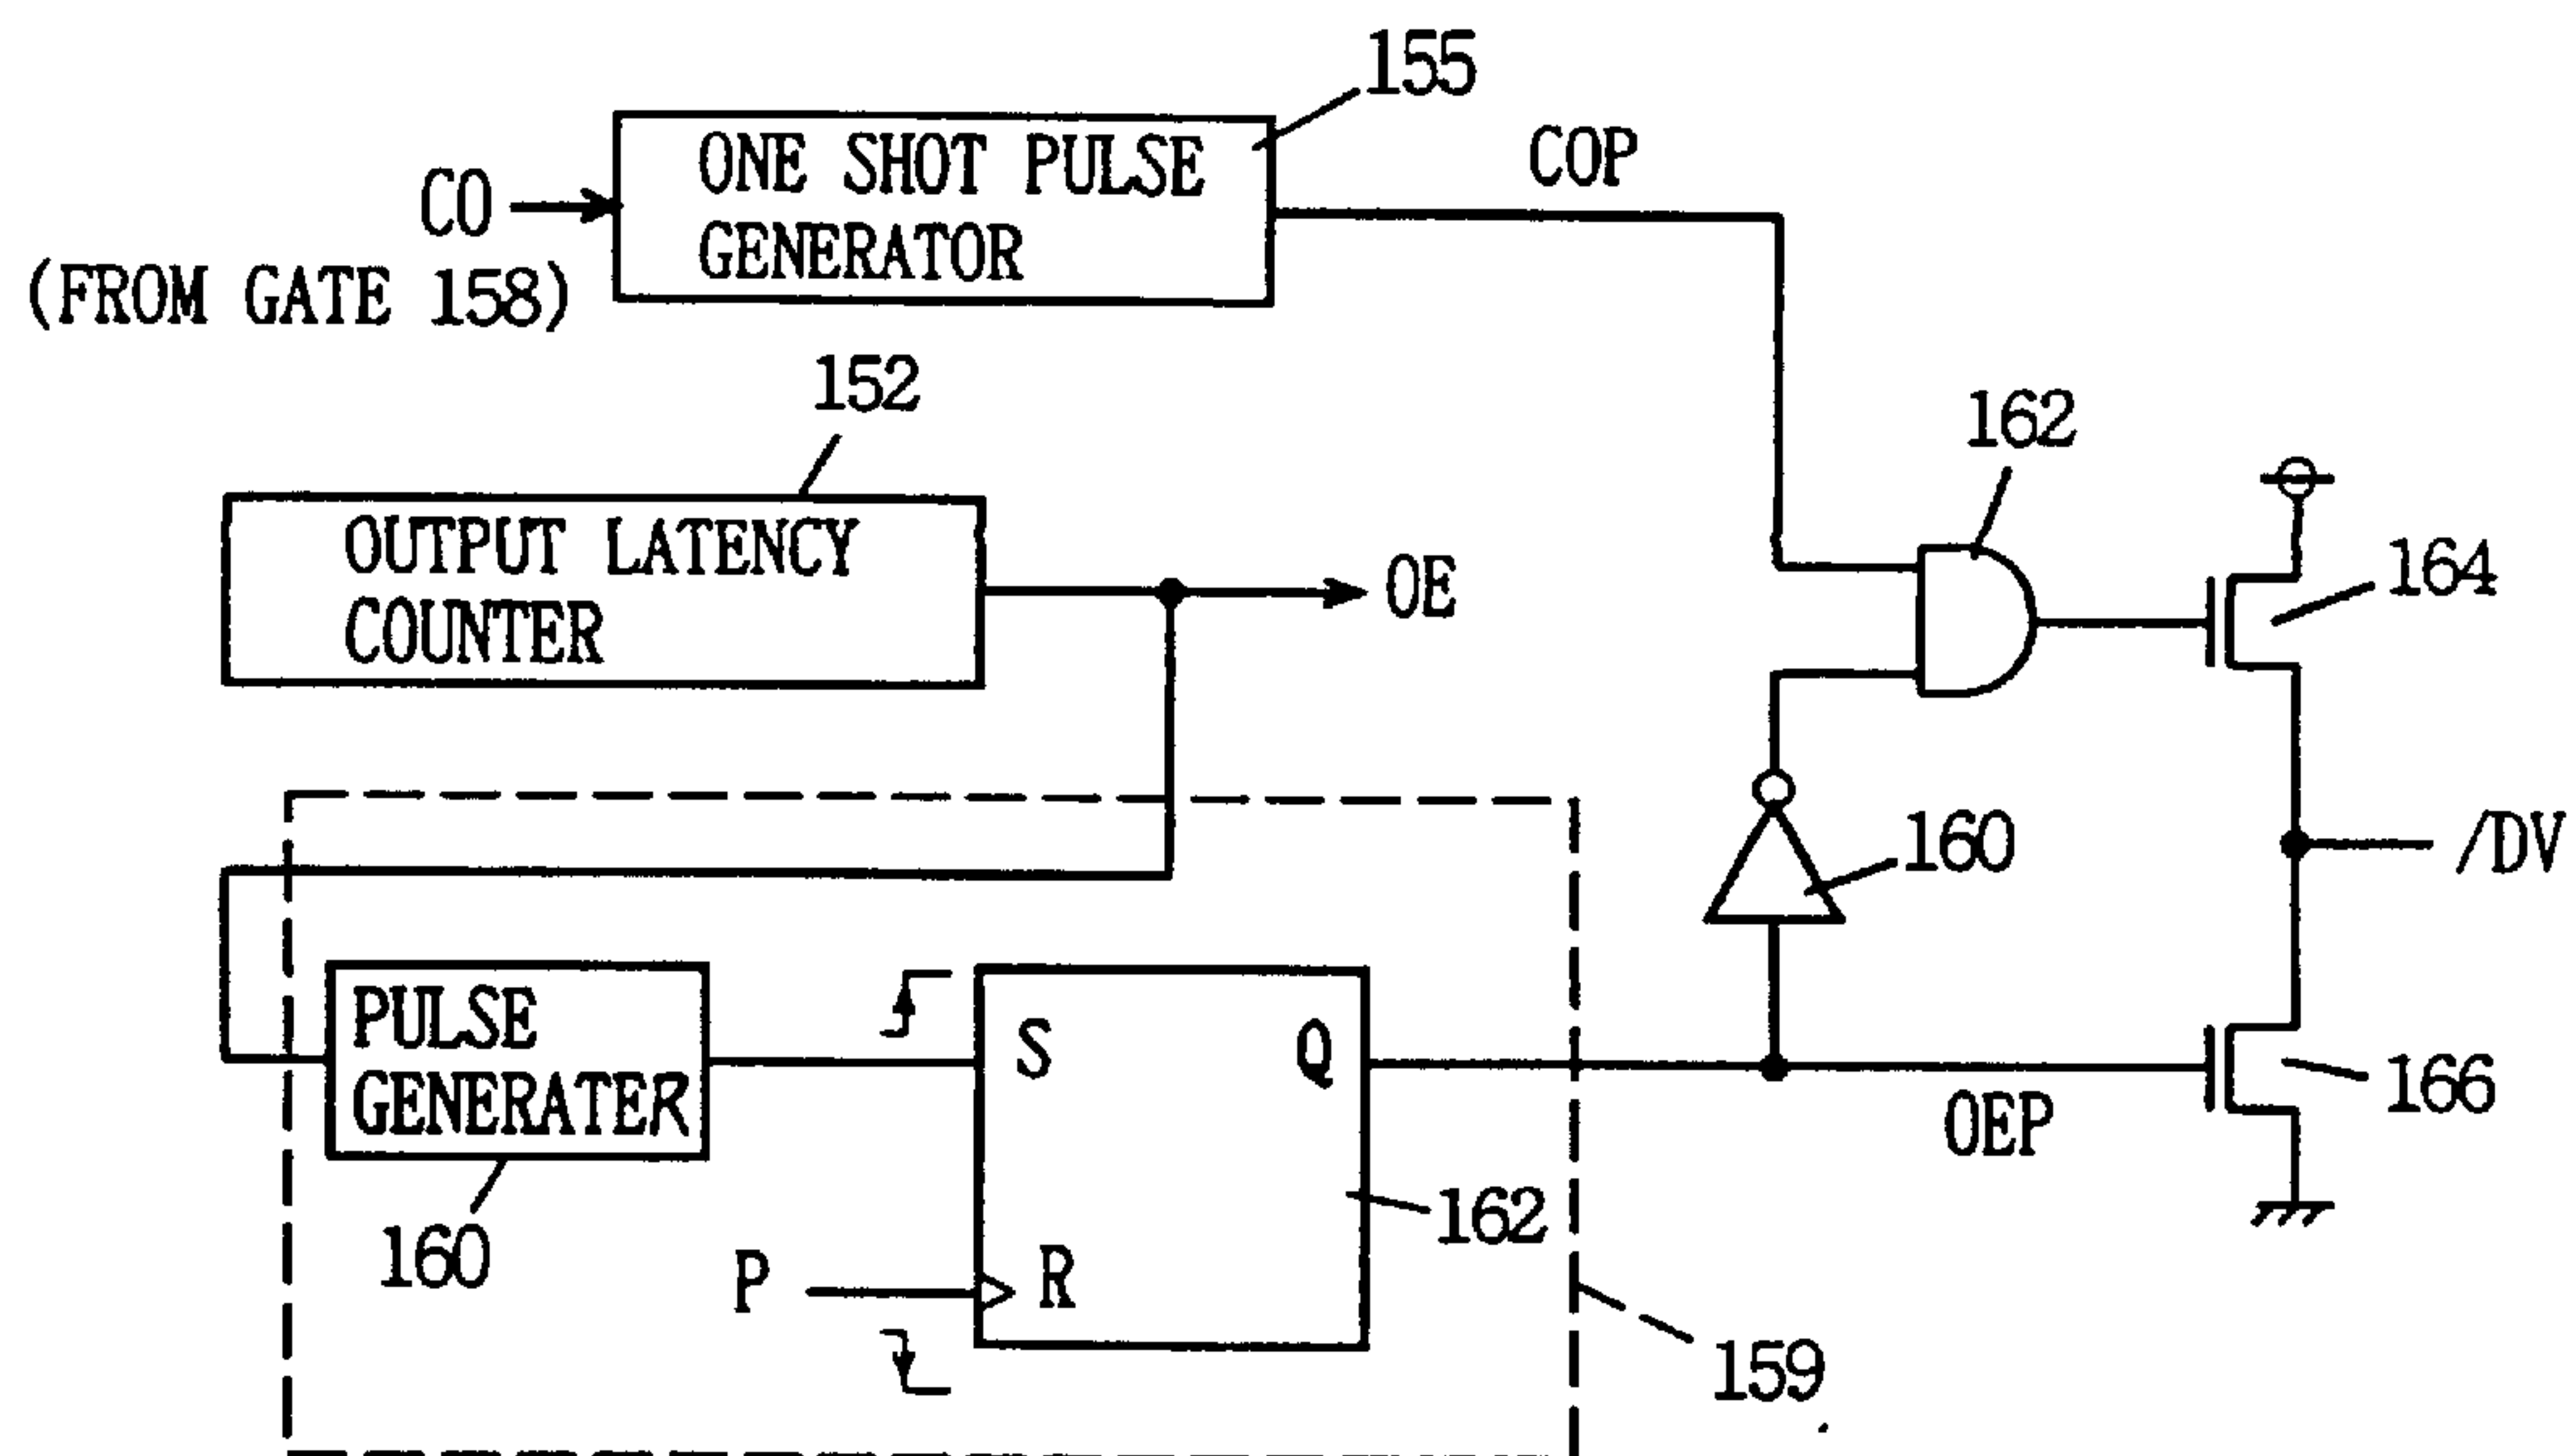 155
ONE SHOT PULSE
GENERATOR
COP
CO
(FROM GATE 158)
152
162
OUTPUT LATENCY
COUNTER
OE
164
160
/DV
PULSE
GENERATER
S
Q
OEP
166
160
P
R
162
159